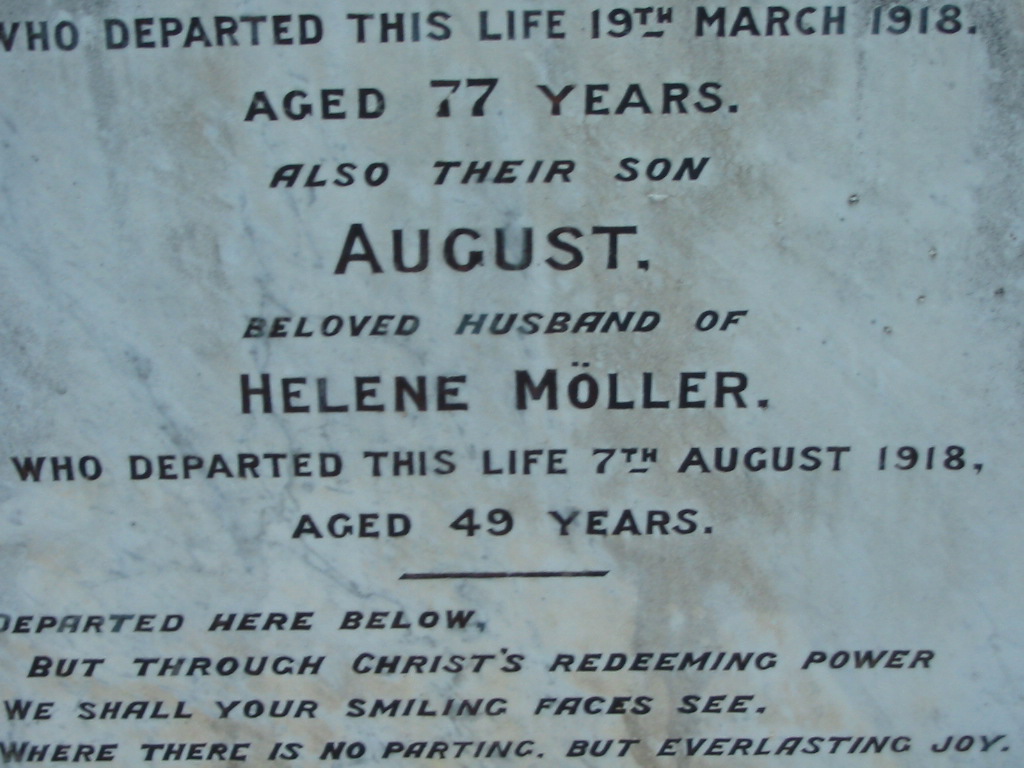 WHO DEPARTED THIS LIFE 19TH MARCH 1918.
AGED 77 YEARS.
ALSO THEIR SON
AUGUST.
BELOVED HUSBAND OF
HELENE MÖLLER.
WHO DEPARTED THIS LIFE 7TH AUGUST 1918,
AGED 49 YEARS.
DEPARTED HERE BELOW,
BUT THROUGH CHRIST'S REDEEMING POWER
WE SHALL YOUR SMILING FACES SEE.
WHERE THERE IS NO PARTING. BUT EVERLASTING JOY.